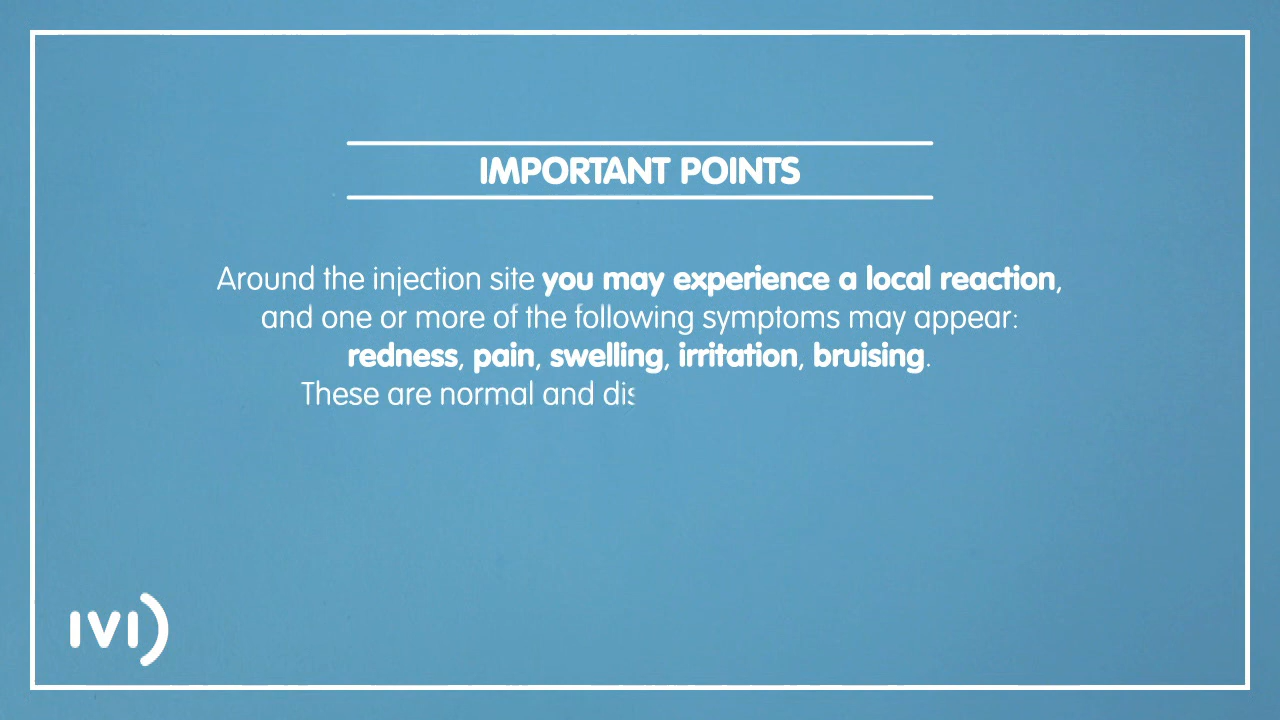 IMPORTANT POINTS
Around the injection site you may experience a local reaction,
and one or more of the following symptoms may appear:
redness, pain, swelling, irritation, bruising.
These are normal and
IVI